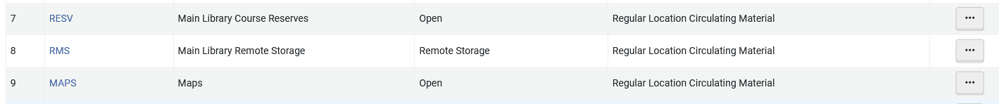 7 RESV Main Library Course Reserves Open Regular Location Circulating Material ...
8 RMS Main Library Remote Storage Remote Storage Regular Location Circulating Material ...
9 MAPS Maps Open Regular Location Circulating Material ...